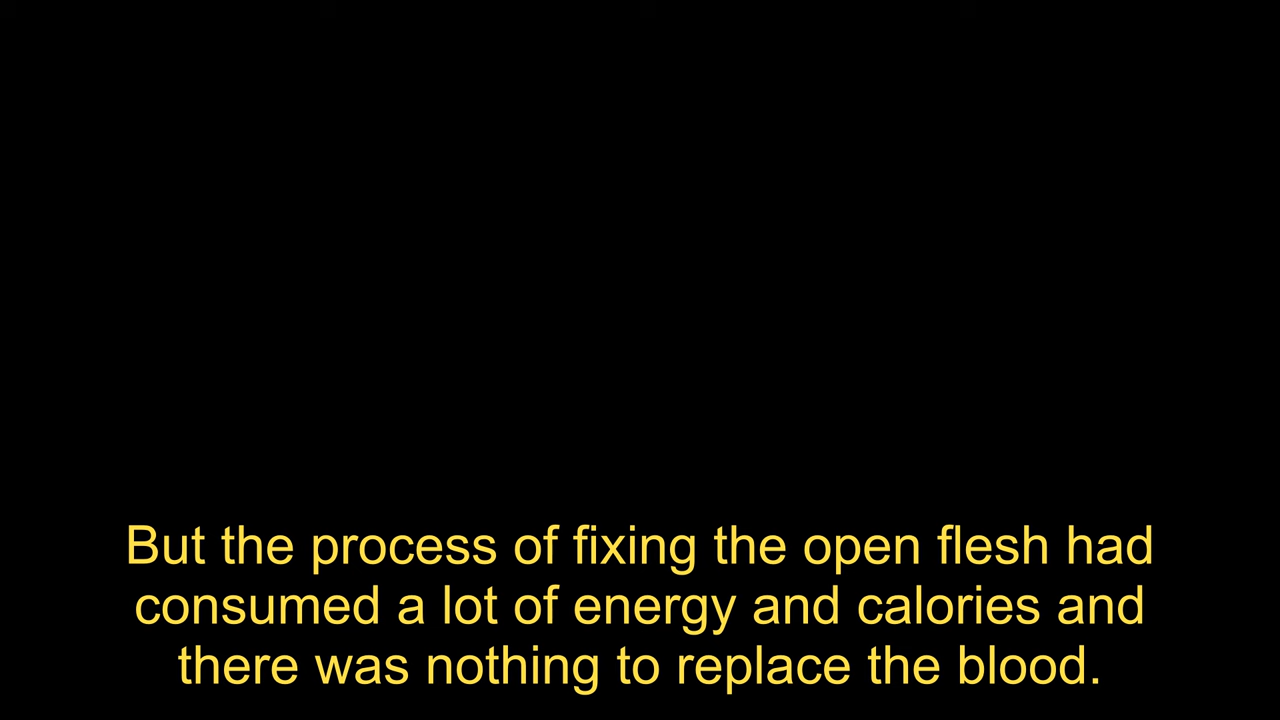 But the process of fixing the open flesh had
consumed a lot of energy and calories and
there was nothing to replace the blood.